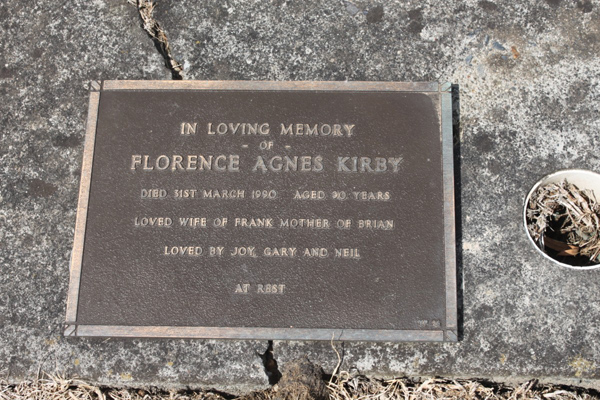 IN LOVING MEMORY
- OF -
FLORENCE AGNES KIRBY
DIED 31ST MARCH 1990 AGED 90 YEARS
LOVED WIFE OF FRANK MOTHER OF BRIAN
LOVED BY JOY, GARY AND NEIL
AT REST